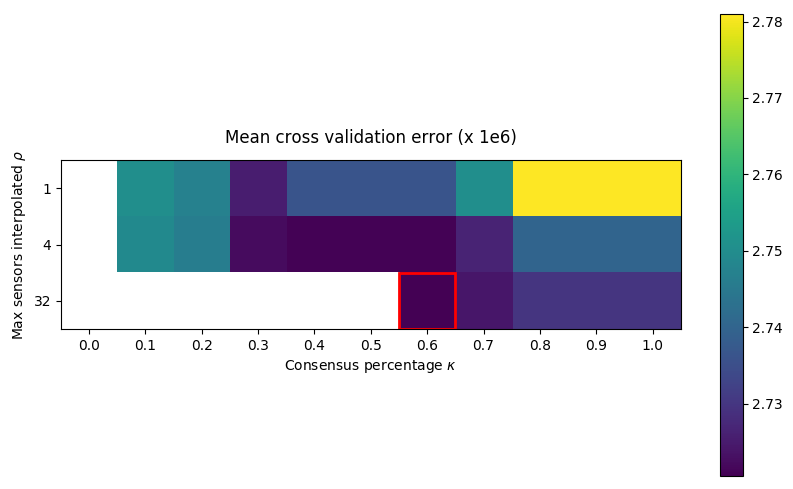 Mean cross validation error (x 1e6)
Max sensors interpolated ρ
1
4
32
0.0 0.1 0.2 0.3 0.4 0.5 0.6 0.7 0.8 0.9 1.0
Consensus percentage κ
2.78
2.77
2.76
2.75
2.74
2.73